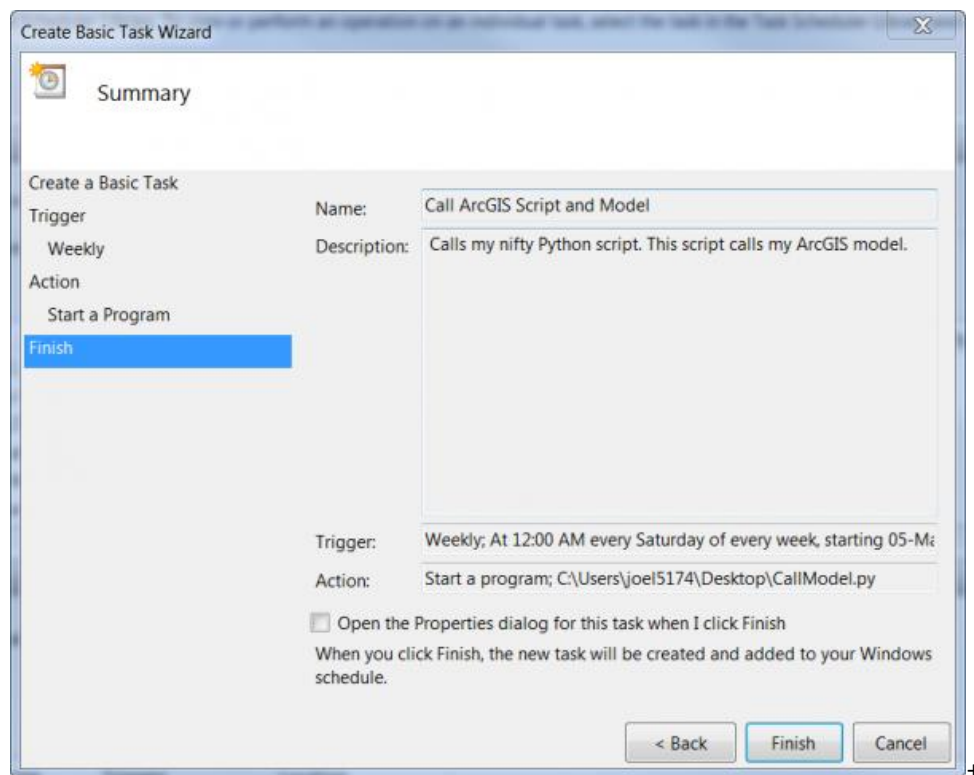 Create Basic Task Wizard
Summary
Create a Basic Task
Trigger
Weekly
Action
Start a Program
Finish
Name: Call ArcGIS Script and Model
Description: Calls my nifty Python script. This script calls my ArcGIS model.
Trigger: Weekly; At 12:00 AM every Saturday of every week, starting 05-Ma
Action: Start a program; C:\Users\joel5174\Desktop\CallModel.py
Open the Properties dialog for this task when I click Finish
When you click Finish, the new task will be created and added to your Windows
schedule.
< Back Finish Cancel